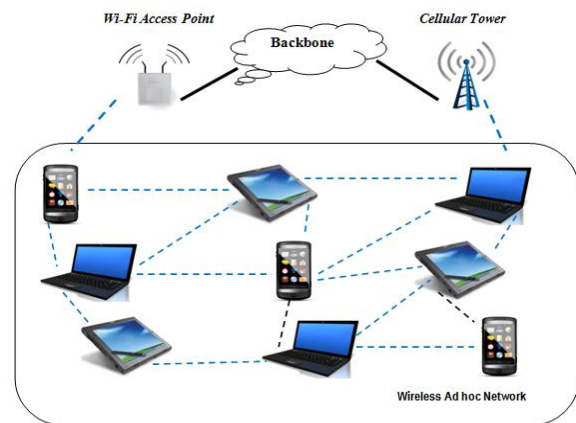 Wi-Fi Access Point
Cellular Tower
Backbone
Wireless Ad hoc Network